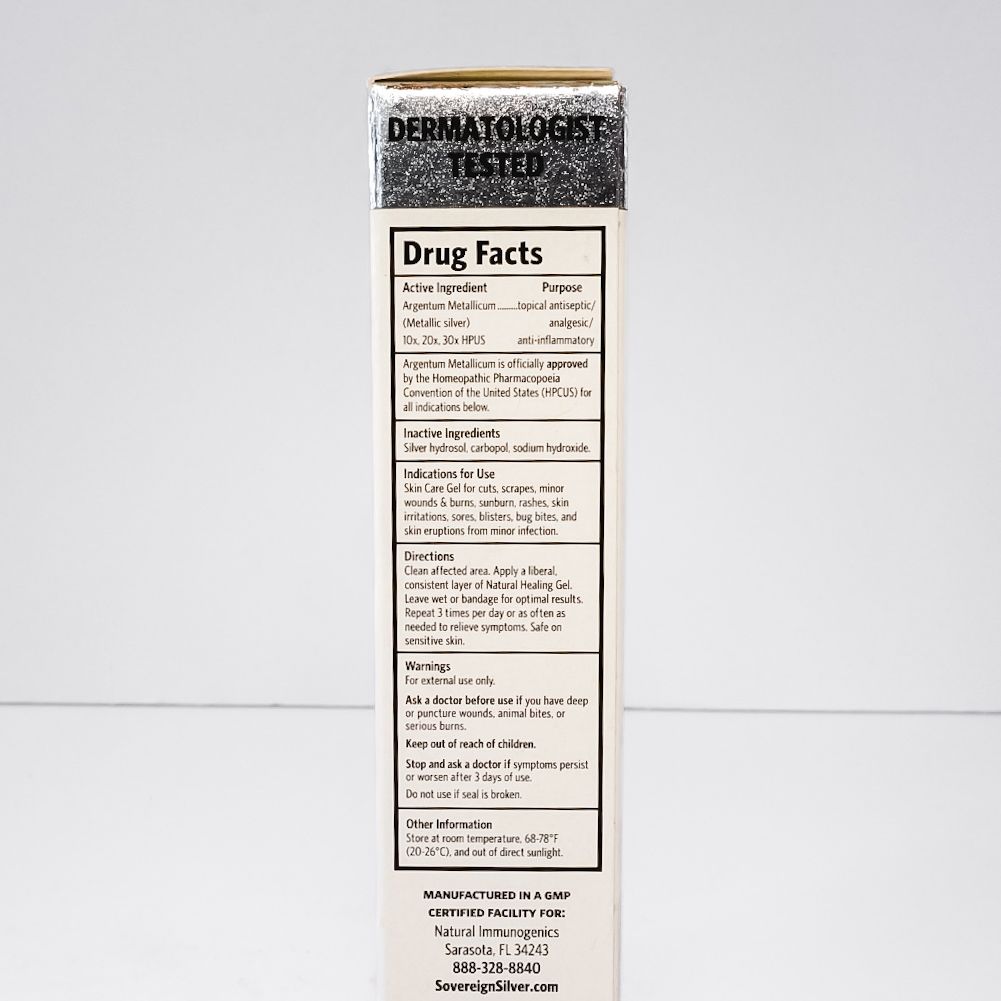 DERMATOLOGIST
TESTED
Drug Facts
Active Ingredient Purpose
Argentum Metallicum.........topical antiseptic/
(Metallic silver) analgesic/
10x, 20x, 30x HPUS anti-inflammatory
Argentum Metallicum is officially approved
by the Homeopathic Pharmacopoeia
Convention of the United States (HPCUS) for
all indications below.
Inactive Ingredients
Silver hydrosol, carbopol, sodium hydroxide.
Indications for Use
Skin Care Gel for cuts, scrapes, minor
wounds & burns, sunburn, rashes, skin
irritations, sores, blisters, bug bites, and
skin eruptions from minor infection.
Directions
Clean affected area. Apply a liberal,
consistent layer of Natural Healing Gel.
Leave wet or bandage for optimal results.
Repeat 3 times per day or as often as
needed to relieve symptoms. Safe on
sensitive skin.
Warnings
For external use only.
Ask a doctor before use if you have deep
or puncture wounds, animal bites, or
serious burns.
Keep out of reach of children.
Stop and ask a doctor if symptoms persist
or worsen after 3 days of use.
Do not use if seal is broken.
Other Information
Store at room temperature, 68-78°F
(20-26°C), and out of direct sunlight.
MANUFACTURED IN A GMP
CERTIFIED FACILITY FOR:
Natural Immunogenics
Sarasota, FL 34243
888-328-8840
SovereignSilver.com